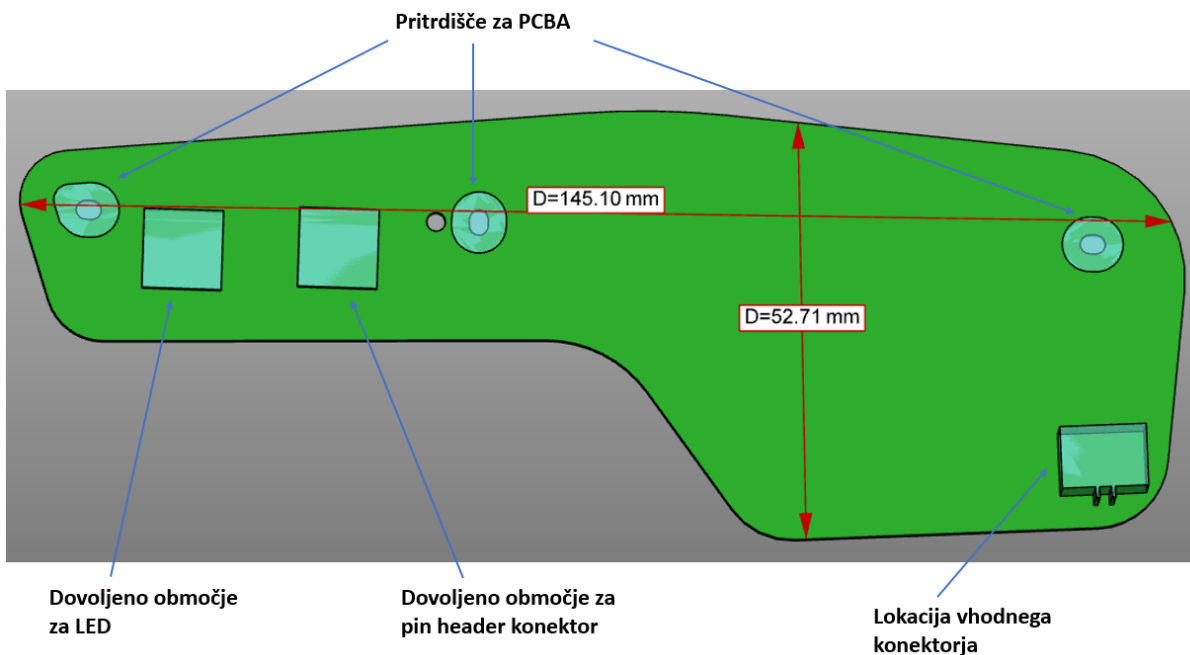 Pritrdišče za PCBA
D=145.10 mm
D=52.71 mm
Dovoljeno območje
za LED
Dovoljeno območje za
pin header konektor
Lokacija vhodnega
konektorja